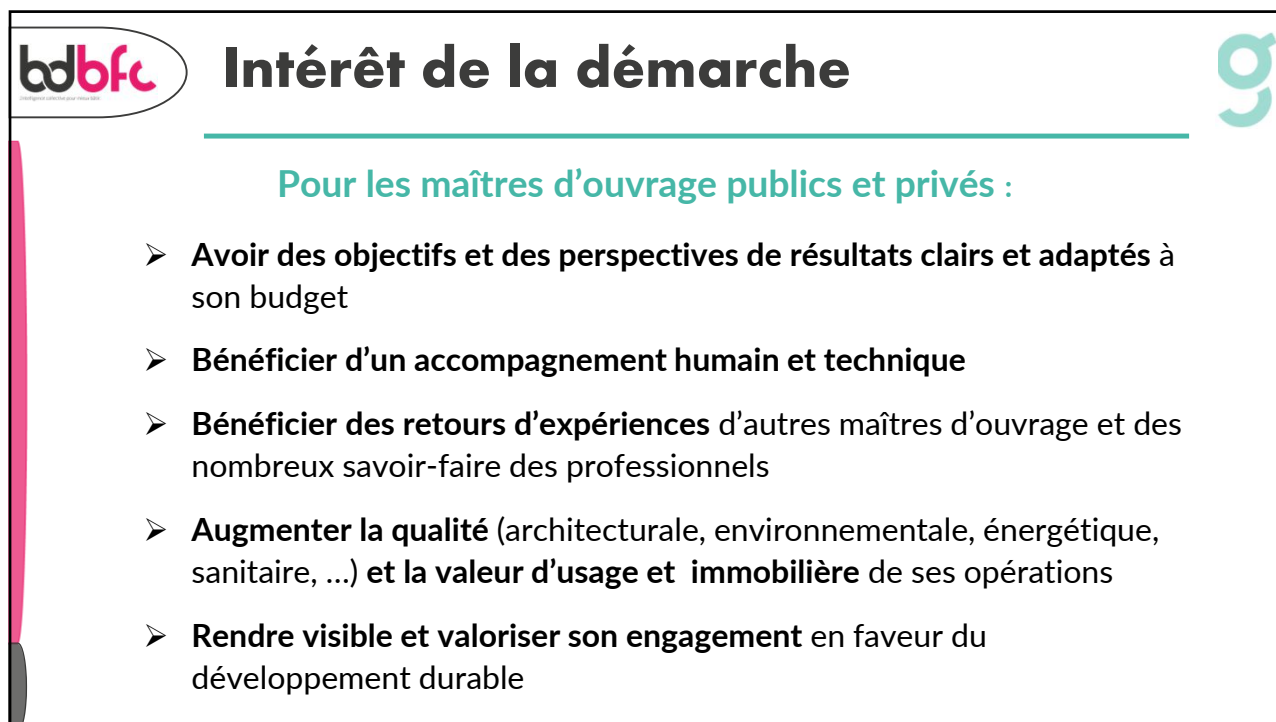 bdbfc
Intérêt de la démarche
g
Pour les maîtres d’ouvrage publics et privés :
➢ Avoir des objectifs et des perspectives de résultats clairs et adaptés à
son budget
➢ Bénéficier d’un accompagnement humain et technique
➢ Bénéficier des retours d’expériences d’autres maîtres d’ouvrage et des
nombreux savoir-faire des professionnels
➢ Augmenter la qualité (architecturale, environnementale, énergétique,
sanitaire, …) et la valeur d’usage et  immobilière de ses opérations
➢ Rendre visible et valoriser son engagement en faveur du
développement durable